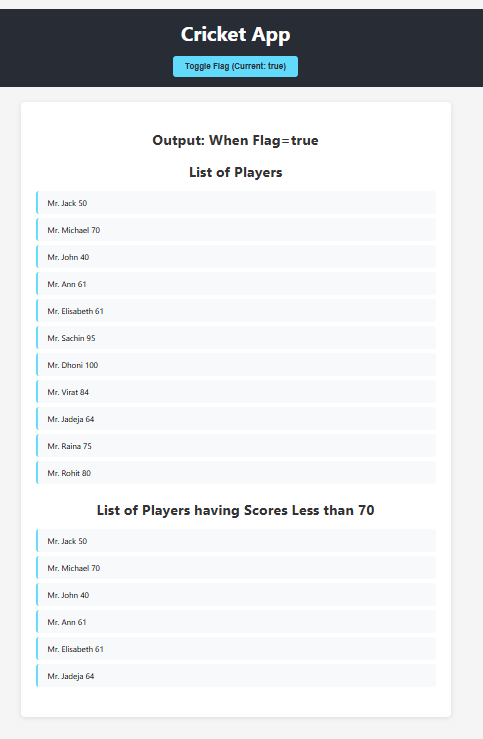 Cricket App
Toggle Flag (Current: true)
Output: When Flag=true
List of Players
Mr. Jack 50
Mr. Michael 70
Mr. John 40
Mr. Ann 61
Mr. Elisabeth 61
Mr. Sachin 95
Mr. Dhoni 100
Mr. Virat 84
Mr. Jadeja 64
Mr. Raina 75
Mr. Rohit 80
List of Players having Scores Less than 70
Mr. Jack 50
Mr. Michael 70
Mr. John 40
Mr. Ann 61
Mr. Elisabeth 61
Mr. Jadeja 64